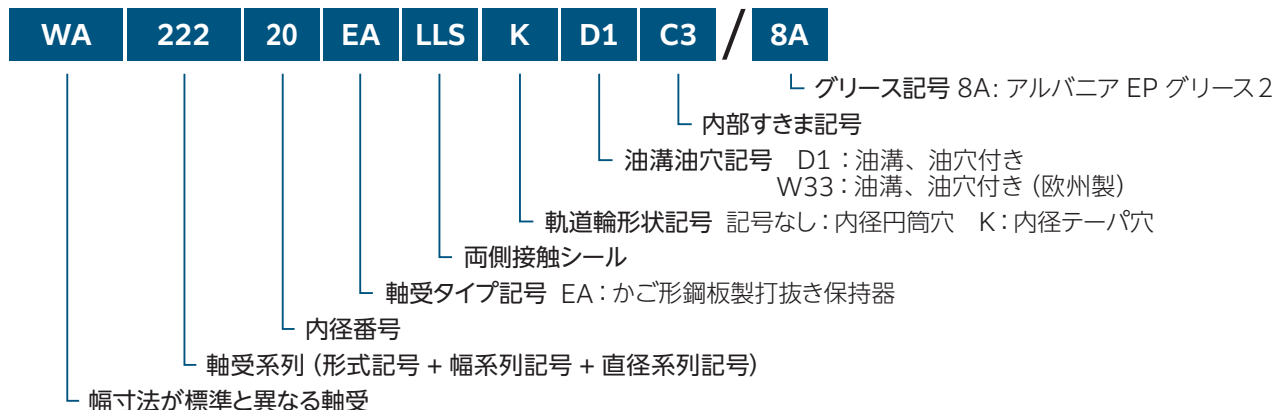 WA 222 20 EA LLS K D1 C3 / 8A
グリース記号 8A: アルバニア EP グリース2
内部すきま記号
油溝油穴記号 D1：油溝、油穴付き
W33：油溝、油穴付き（欧州製）
軌道輪形状記号 記号なし：内径円筒穴 K：内径テーパ穴
両側接触シール
軸受タイプ記号 EA：かご形鋼板製打抜き保持器
内径番号
軸受系列（形式記号 + 幅系列記号 + 直径系列記号）
幅寸法が標準と異なる軸受